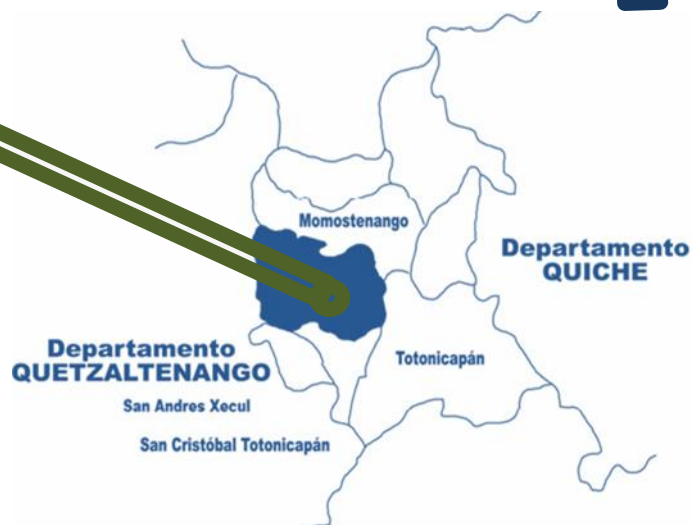 Momostenango
Departamento
QUICHE
Departamento
QUETZALTENANGO
Totonicapán
San Andres Xecul
San Cristóbal Totonicapán